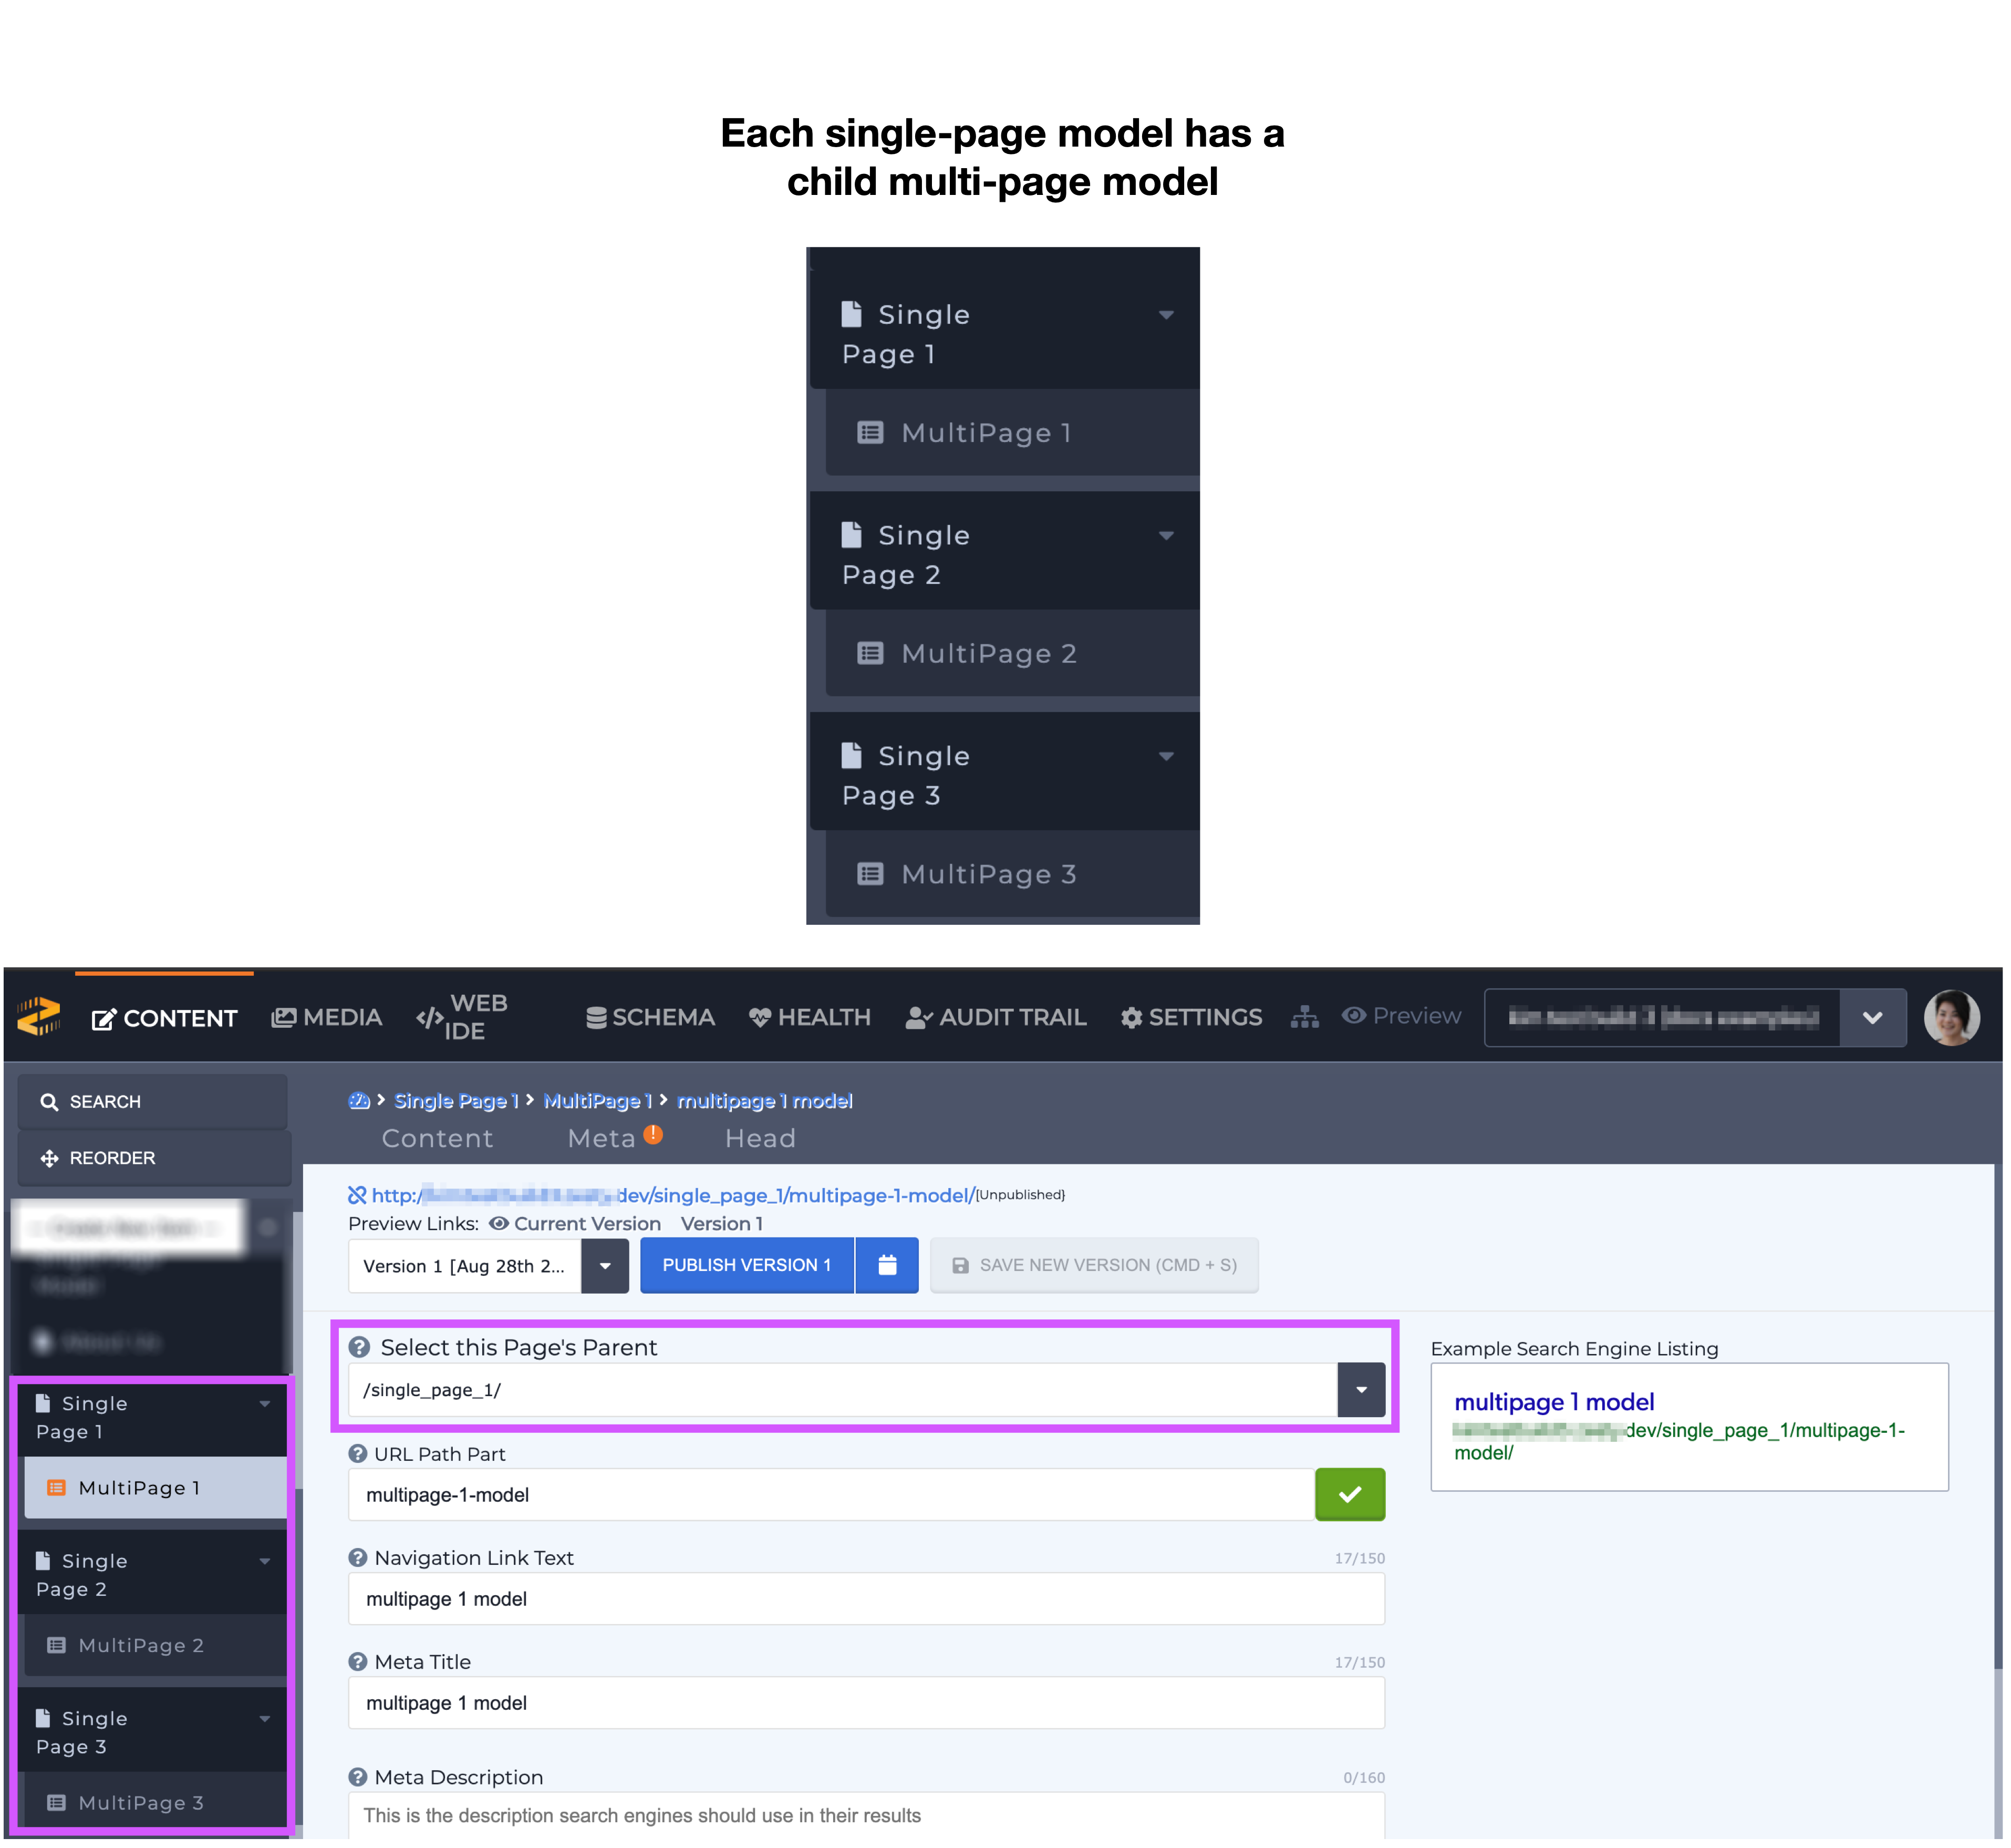 Each single-page model has a
child multi-page model
Single
Page 1
MultiPage 1
Single
Page 2
MultiPage 2
Single
Page 3
MultiPage 3
CONTENT
MEDIA
WEB
IDE
SCHEMA
HEALTH
AUDIT TRAIL
SETTINGS
Preview
SEARCH
REORDER
Single
Page 1
MultiPage 1
Single
Page 2
MultiPage 2
Single
Page 3
MultiPage 3
Single Page 1 > MultiPage 1 > multipage 1 model
Content Meta ! Head
http:/ dev/single_page_1/multipage-1-model/ [Unpublished]
Preview Links: Current Version Version 1
Version 1 [Aug 28th 2...
PUBLISH VERSION 1
SAVE NEW VERSION (CMD + S)
Select this Page's Parent
/single_page_1/
URL Path Part
multipage-1-model
Navigation Link Text 17/150
multipage 1 model
Meta Title 17/150
multipage 1 model
Meta Description 0/160
This is the description search engines should use in their results
Example Search Engine Listing
multipage 1 model
dev/single_page_1/multipage-1-
model/